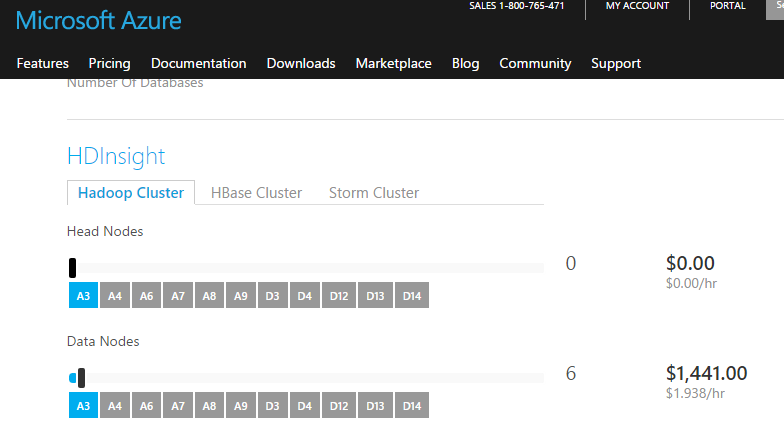 SALES 1-800-765-471 MY ACCOUNT PORTAL
Microsoft Azure
Features Pricing Documentation Downloads Marketplace Blog Community Support
Number Of Databases
HDInsight
Hadoop Cluster HBase Cluster Storm Cluster
Head Nodes
0 $0.00
$0.00/hr
A3 A4 A6 A7 A8 A9 D3 D4 D12 D13 D14
Data Nodes
6 $1,441.00
$1.938/hr
A3 A4 A6 A7 A8 A9 D3 D4 D12 D13 D14